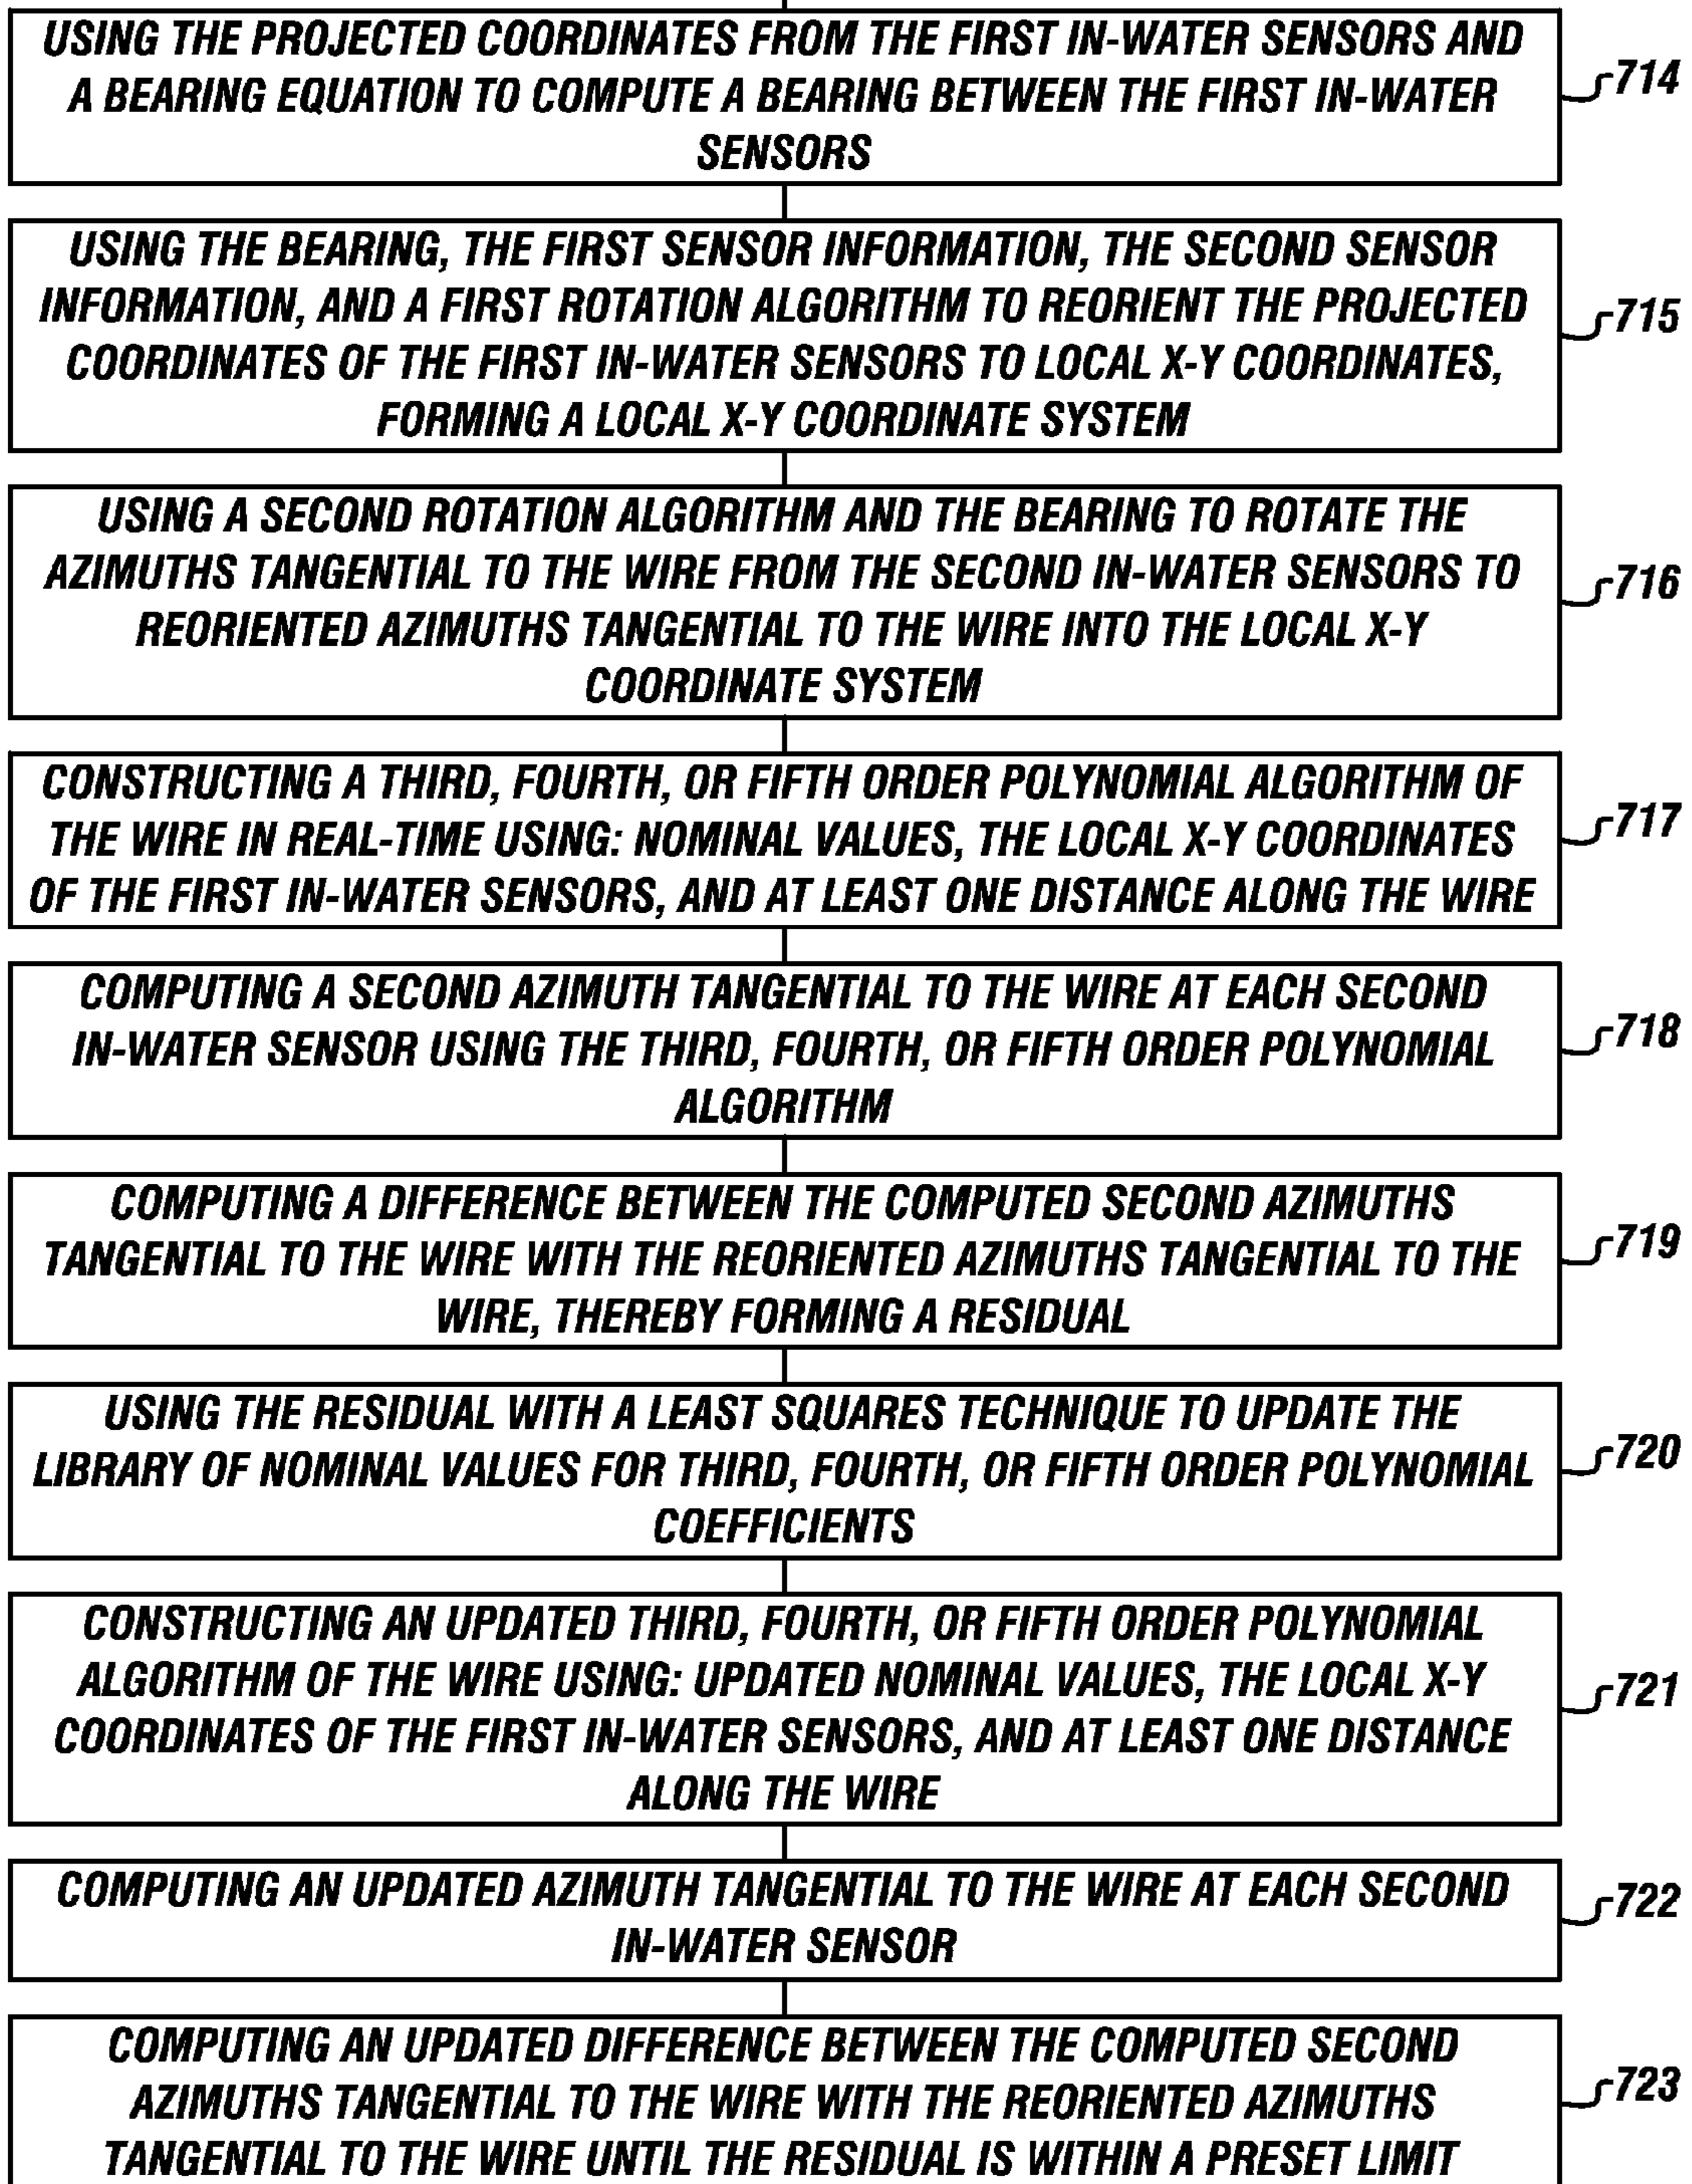 USING THE PROJECTED COORDINATES FROM THE FIRST IN-WATER SENSORS AND
A BEARING EQUATION TO COMPUTE A BEARING BETWEEN THE FIRST IN-WATER
SENSORS
714
USING THE BEARING, THE FIRST SENSOR INFORMATION, THE SECOND SENSOR
INFORMATION, AND A FIRST ROTATION ALGORITHM TO REORIENT THE PROJECTED
COORDINATES OF THE FIRST IN-WATER SENSORS TO LOCAL X-Y COORDINATES,
FORMING A LOCAL X-Y COORDINATE SYSTEM
715
USING A SECOND ROTATION ALGORITHM AND THE BEARING TO ROTATE THE
AZIMUTHS TANGENTIAL TO THE WIRE FROM THE SECOND IN-WATER SENSORS TO
REORIENTED AZIMUTHS TANGENTIAL TO THE WIRE INTO THE LOCAL X-Y
COORDINATE SYSTEM
716
CONSTRUCTING A THIRD, FOURTH, OR FIFTH ORDER POLYNOMIAL ALGORITHM OF
THE WIRE IN REAL-TIME USING: NOMINAL VALUES, THE LOCAL X-Y COORDINATES
OF THE FIRST IN-WATER SENSORS, AND AT LEAST ONE DISTANCE ALONG THE WIRE
717
COMPUTING A SECOND AZIMUTH TANGENTIAL TO THE WIRE AT EACH SECOND
IN-WATER SENSOR USING THE THIRD, FOURTH, OR FIFTH ORDER POLYNOMIAL
ALGORITHM
718
COMPUTING A DIFFERENCE BETWEEN THE COMPUTED SECOND AZIMUTHS
TANGENTIAL TO THE WIRE WITH THE REORIENTED AZIMUTHS TANGENTIAL TO THE
WIRE, THEREBY FORMING A RESIDUAL
719
USING THE RESIDUAL WITH A LEAST SQUARES TECHNIQUE TO UPDATE THE
LIBRARY OF NOMINAL VALUES FOR THIRD, FOURTH, OR FIFTH ORDER POLYNOMIAL
COEFFICIENTS
720
CONSTRUCTING AN UPDATED THIRD, FOURTH, OR FIFTH ORDER POLYNOMIAL
ALGORITHM OF THE WIRE USING: UPDATED NOMINAL VALUES, THE LOCAL X-Y
COORDINATES OF THE FIRST IN-WATER SENSORS, AND AT LEAST ONE DISTANCE
ALONG THE WIRE
721
COMPUTING AN UPDATED AZIMUTH TANGENTIAL TO THE WIRE AT EACH SECOND
IN-WATER SENSOR
722
COMPUTING AN UPDATED DIFFERENCE BETWEEN THE COMPUTED SECOND
AZIMUTHS TANGENTIAL TO THE WIRE WITH THE REORIENTED AZIMUTHS
TANGENTIAL TO THE WIRE UNTIL THE RESIDUAL IS WITHIN A PRESET LIMIT
723